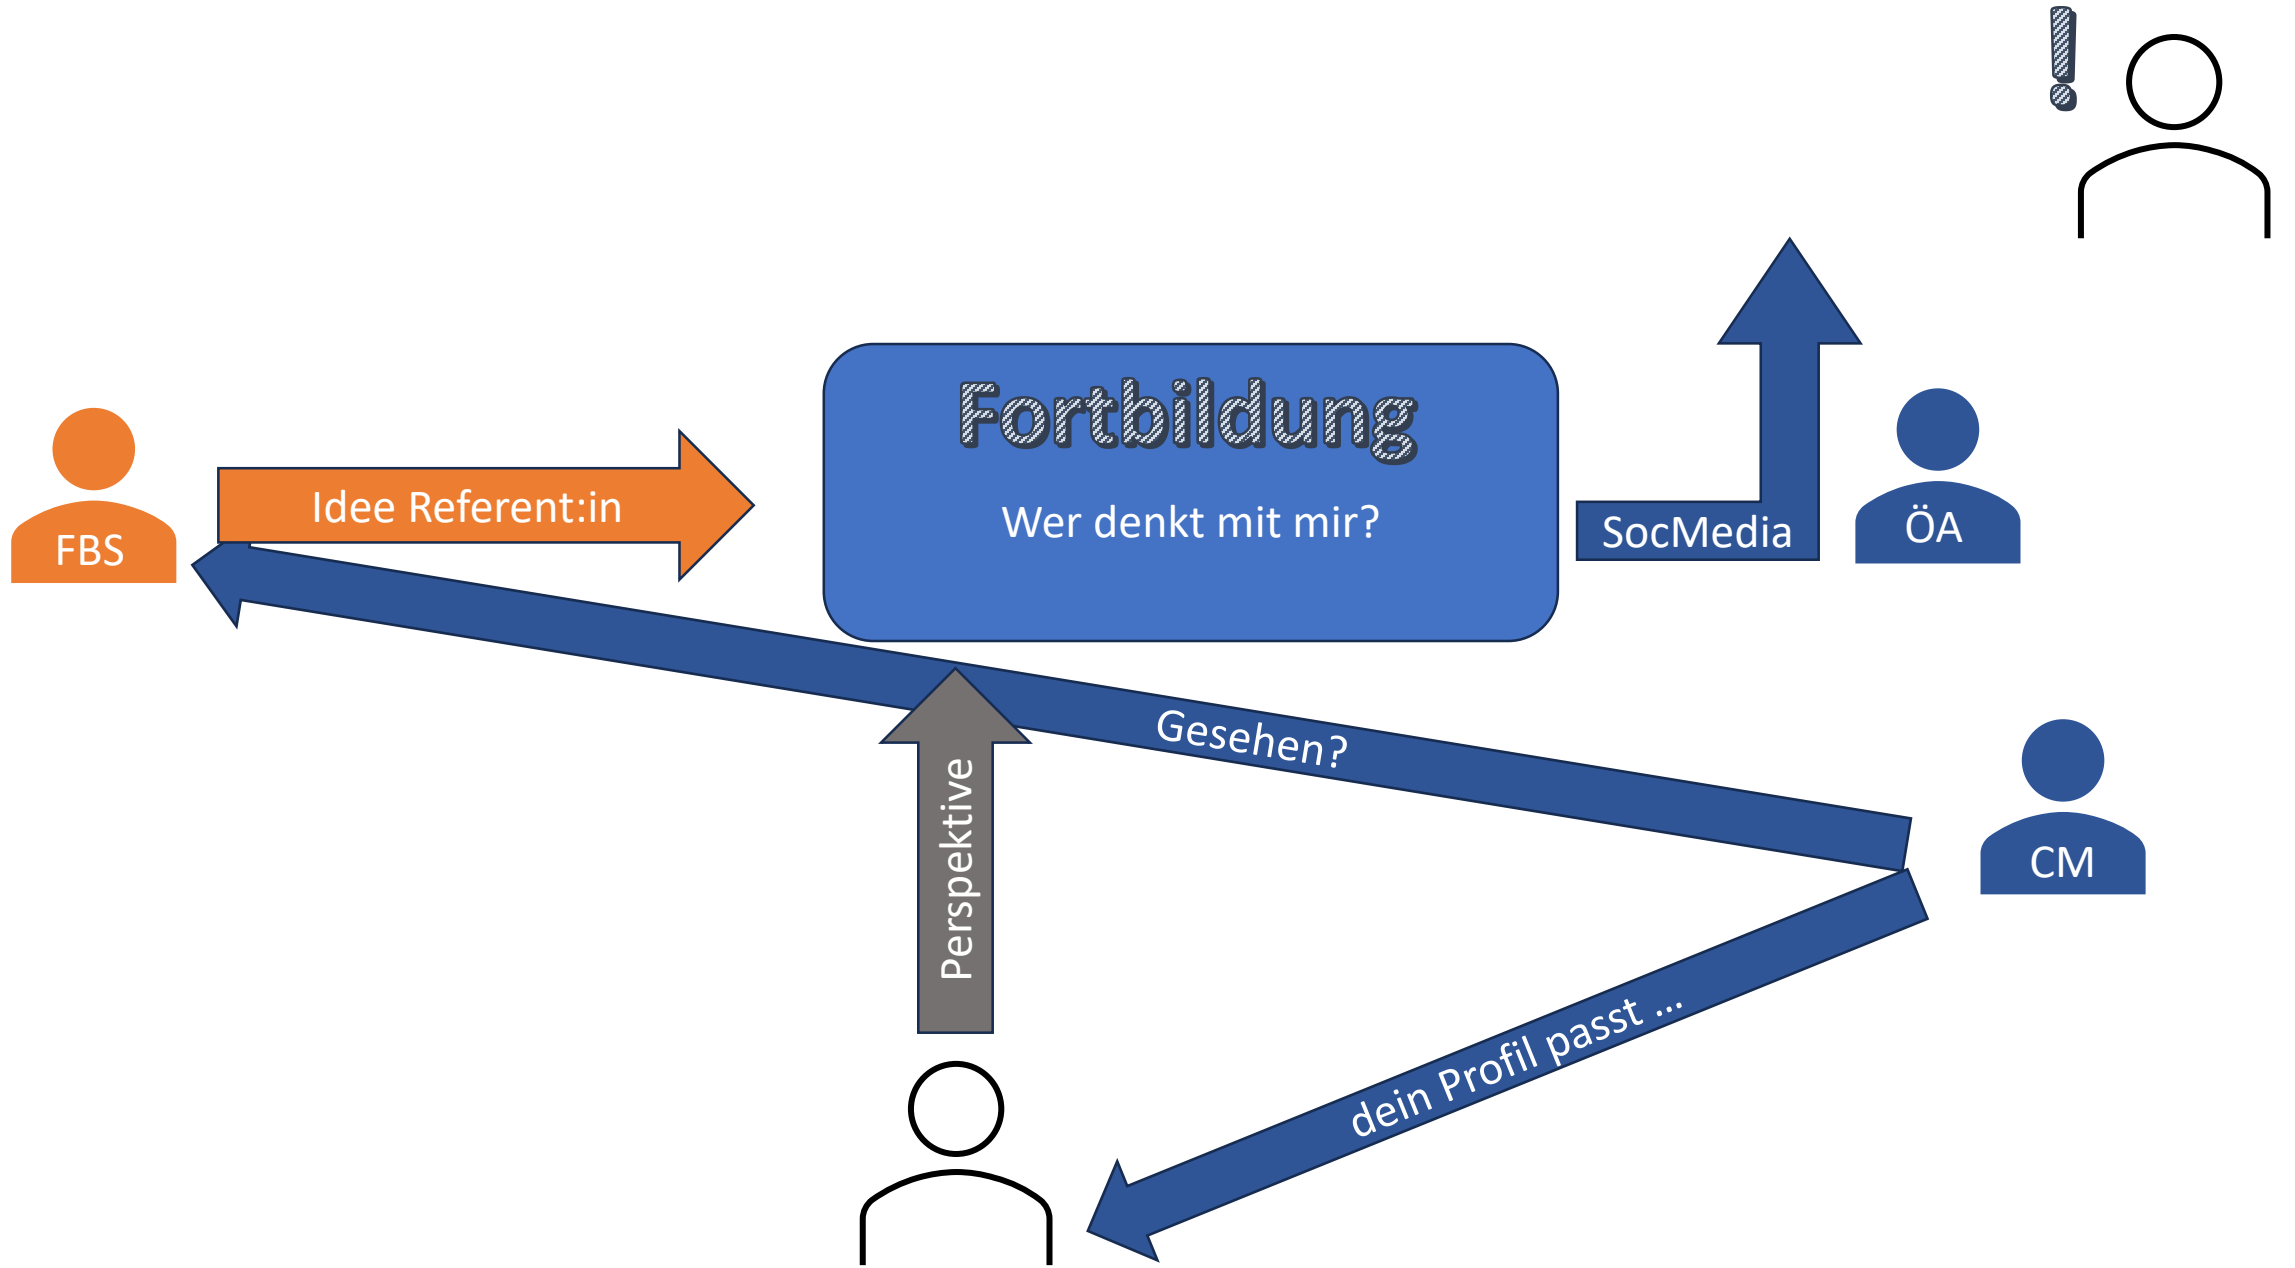 !
Fortbildung
Wer denkt mit mir?
Idee Referent:in
FBS
SocMedia
ÖA
Gesehen?
Perspektive
CM
dein Profil passt ...